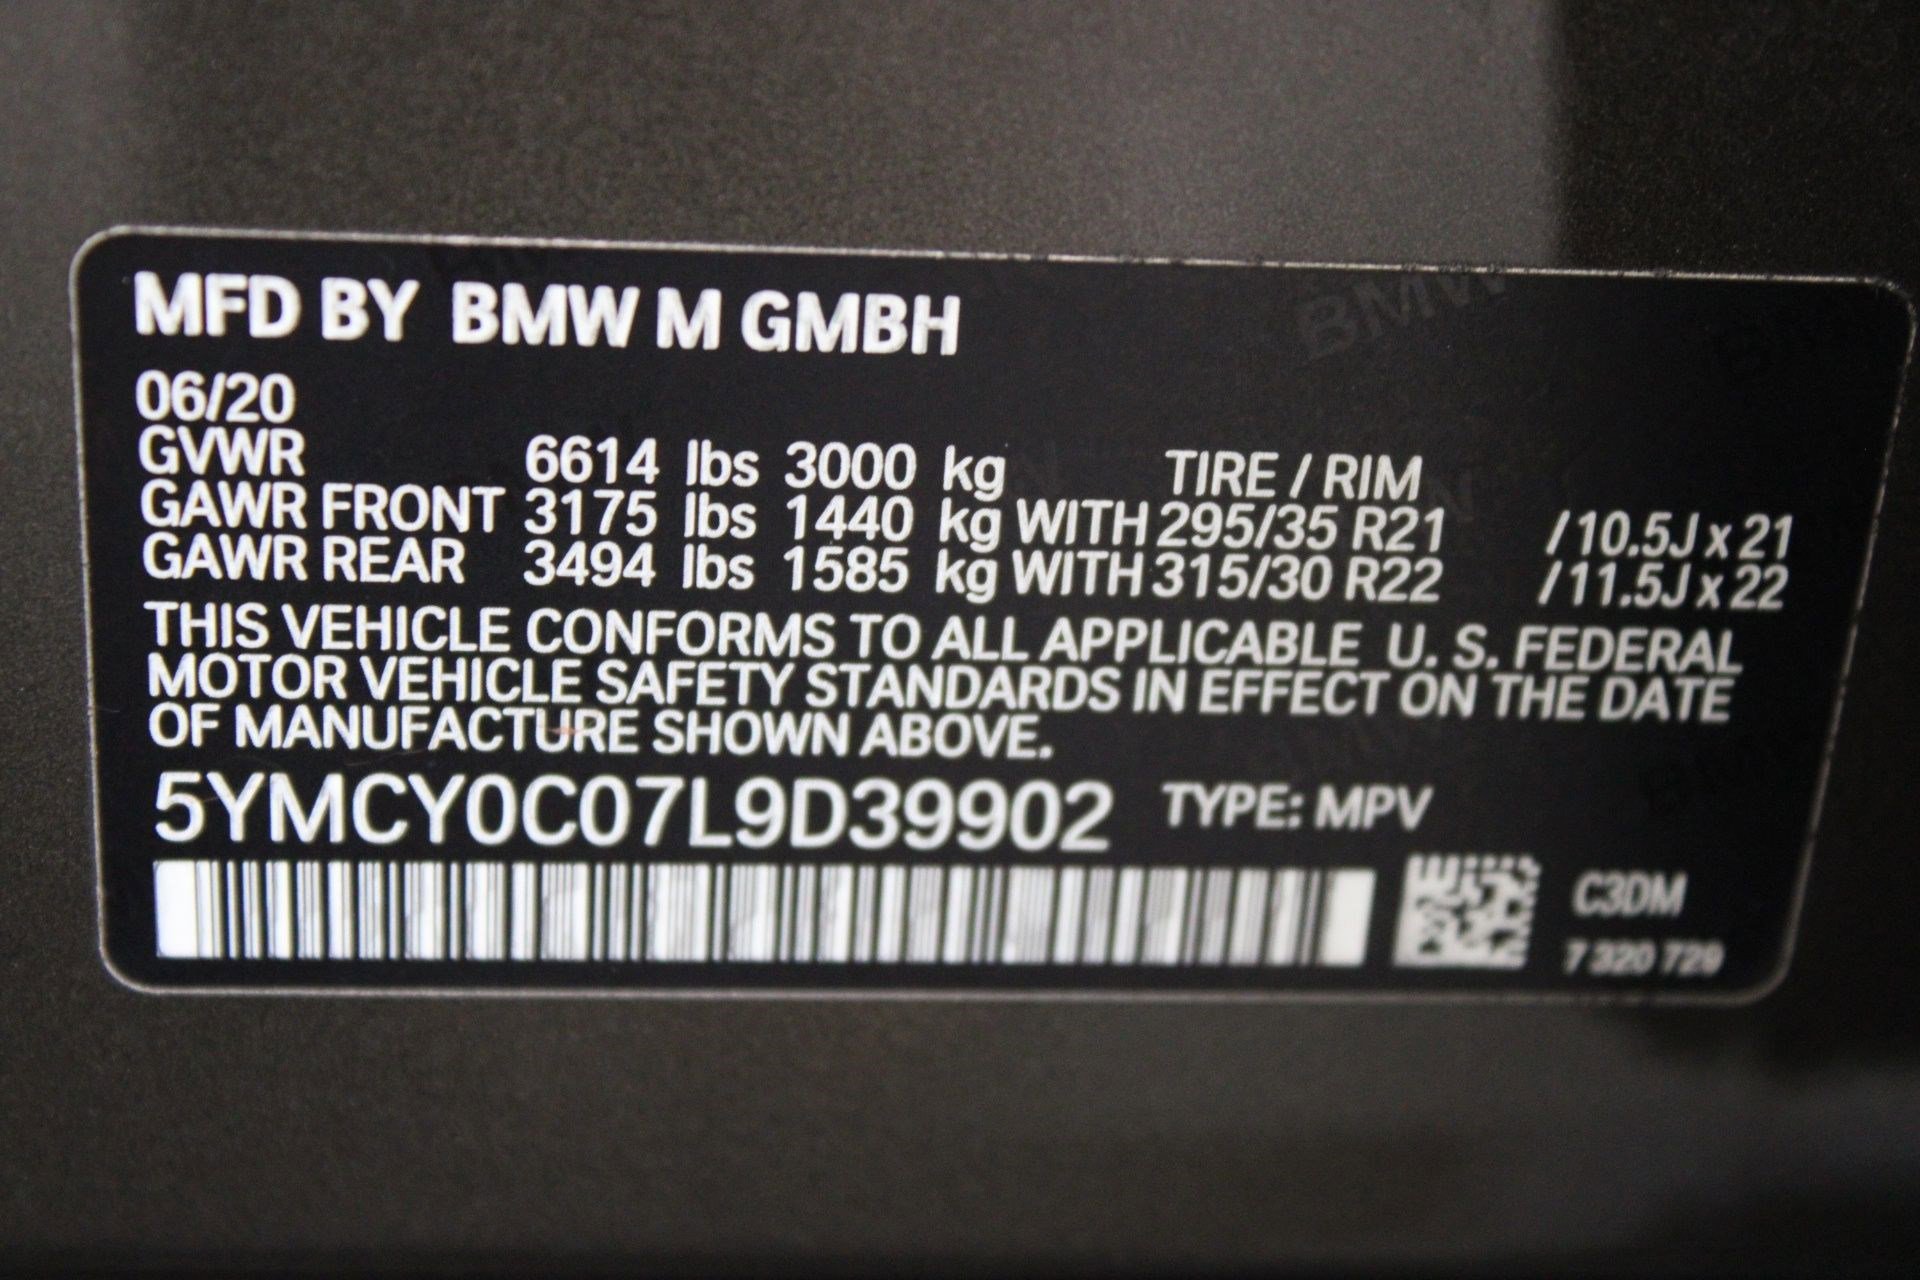 MFD BY BMW M GMBH
06/20
GVWR 6614 lbs 3000 kg TIRE / RIM
GAWR FRONT 3175 lbs 1440 kg WITH 295/35 R21 / 10.5J x 21
GAWR REAR 3494 lbs 1585 kg WITH 315/30 R22 / 11.5J x 22
THIS VEHICLE CONFORMS TO ALL APPLICABLE U. S. FEDERAL
MOTOR VEHICLE SAFETY STANDARDS IN EFFECT ON THE DATE
OF MANUFACTURE SHOWN ABOVE.
5YMCY0C07L9D39902 TYPE: MPV
C3DM
7 320 729